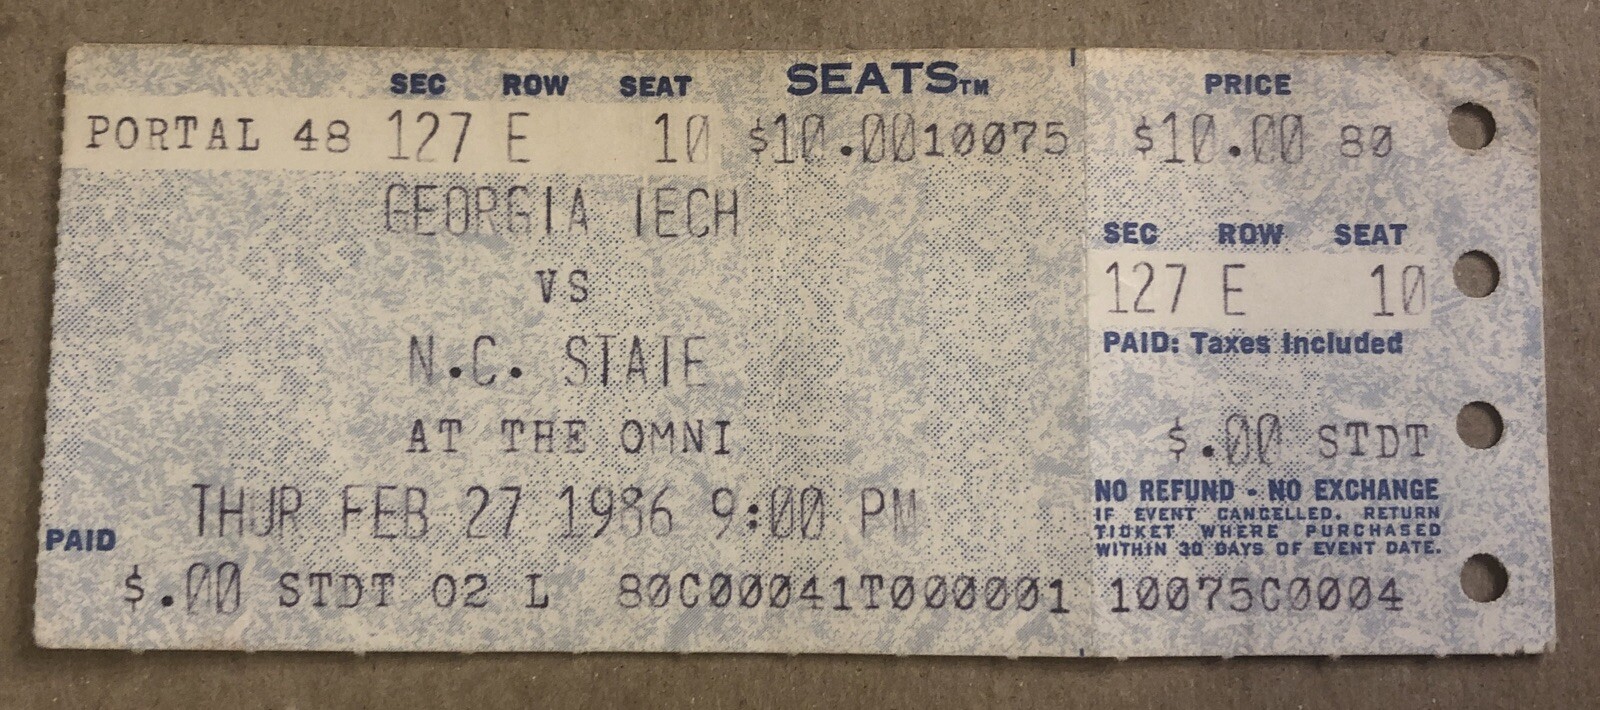 SEC ROW SEAT SEATS™
PORTAL 48 127 E 10 $10.00 10075
GEORGIA TECH
VS
N.C. STATE
AT THE OMNI
THUR FEB 27 1986 9:00 PM
PAID
$.00 STDT 02 L 80C00041T000001
PRICE
$10.00 80
SEC ROW SEAT
127 E 10
PAID: Taxes Included
$.00 STDT
NO REFUND - NO EXCHANGE
IF EVENT CANCELLED, RETURN
TICKET WHERE PURCHASED
WITHIN 30 DAYS OF EVENT DATE.
10075C0004